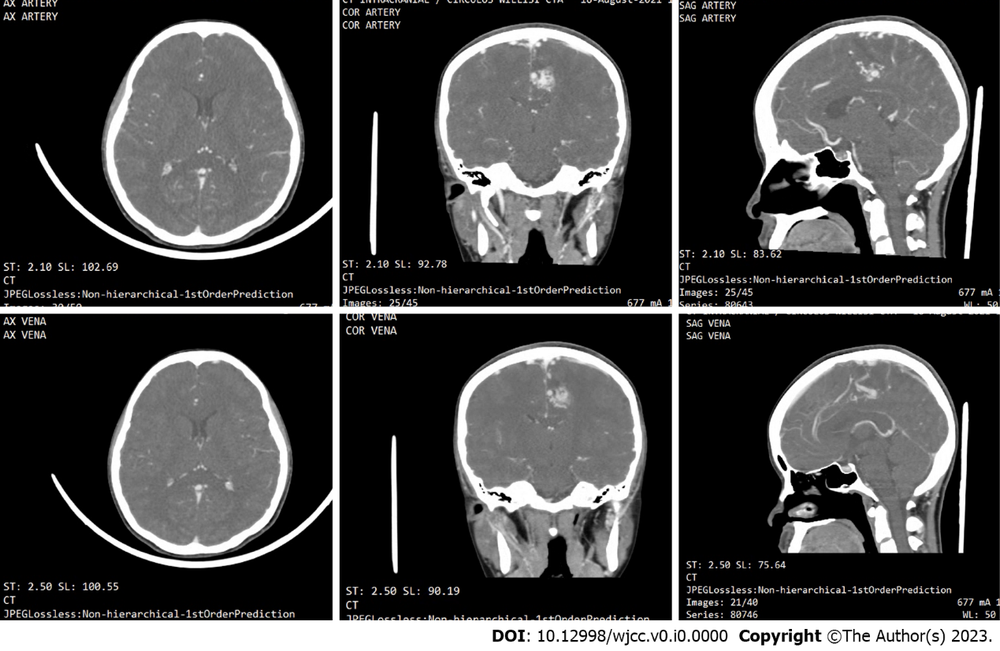 AX ARTERY
AX ARTERY
ST: 2.10 SL: 102.69
CT
JPEGLossless:Non-hierarchical-1stOrderPrediction
Images: 30/50
677 m
CT INTRACRANIAL / CIRCULUS WILLISI CTA 18-August-2021 1
COR ARTERY
COR ARTERY
ST: 2.10 SL: 92.78
CT
JPEGLossless:Non-hierarchical-1stOrderPrediction
Images: 25/45
677 mA 1
SAG ARTERY
SAG ARTERY
ST: 2.10 SL: 83.62
CT
JPEGLossless:Non-hierarchical-1stOrderPrediction
Images: 25/45
677 mA 1
Series: 80643
WL: 50
AX VENA
AX VENA
ST: 2.50 SL: 100.55
CT
JPEGLossless:Non-hierarchical-1stOrderPrediction
COR VENA
COR VENA
ST: 2.50 SL: 90.19
CT
JPEGLossless:Non-hierarchical-1stOrderPrediction
SAG VENA
SAG VENA
ST: 2.50 SL: 75.64
CT
JPEGLossless:Non-hierarchical-1stOrderPrediction
Images: 21/40
677 mA 1
Series: 80746
WL: 50
DOI: 10.12998/wjcc.v0.i0.0000 Copyright ©The Author(s) 2023.